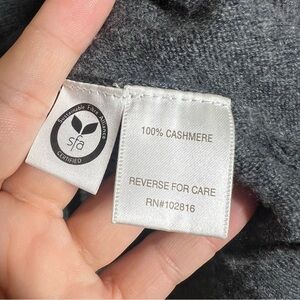 Sustainable Fibre Alliance
sfa
CERTIFIED
100% CASHMERE
REVERSE FOR CARE
RN#102816